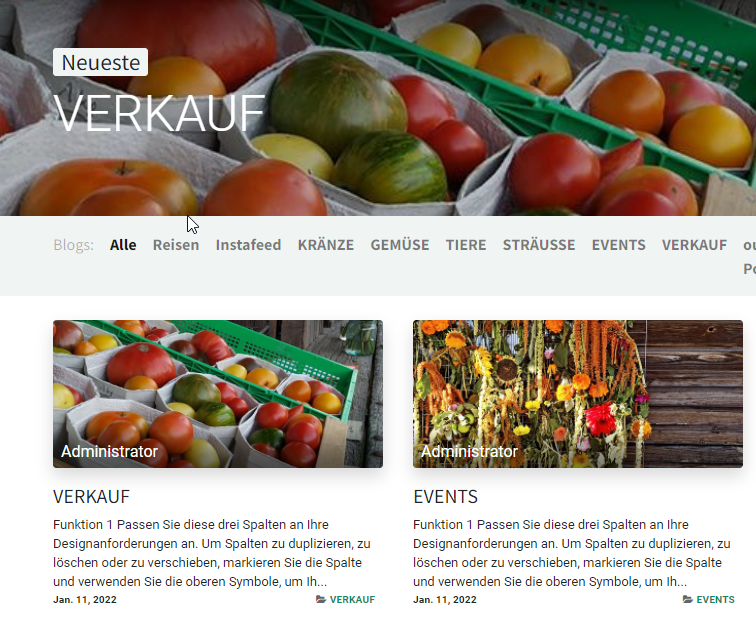 Neueste
VERKAUF
Blogs: Alle Reisen Instafeed KRÄNZE GEMÜSE TIERE STRÄUSSE EVENTS VERKAUF
Administrator
VERKAUF
Funktion 1 Passen Sie diese drei Spalten an Ihre
Designanforderungen an. Um Spalten zu duplizieren, zu
löschen oder zu verschieben, markieren Sie die Spalte
und verwenden Sie die oberen Symbole, um Ih...
Jan. 11, 2022 VERKAUF
Administrator
EVENTS
Funktion 1 Passen Sie diese drei Spalten an Ihre
Designanforderungen an. Um Spalten zu duplizieren, zu
löschen oder zu verschieben, markieren Sie die Spalte
und verwenden Sie die oberen Symbole, um Ih...
Jan. 11, 2022 EVENTS